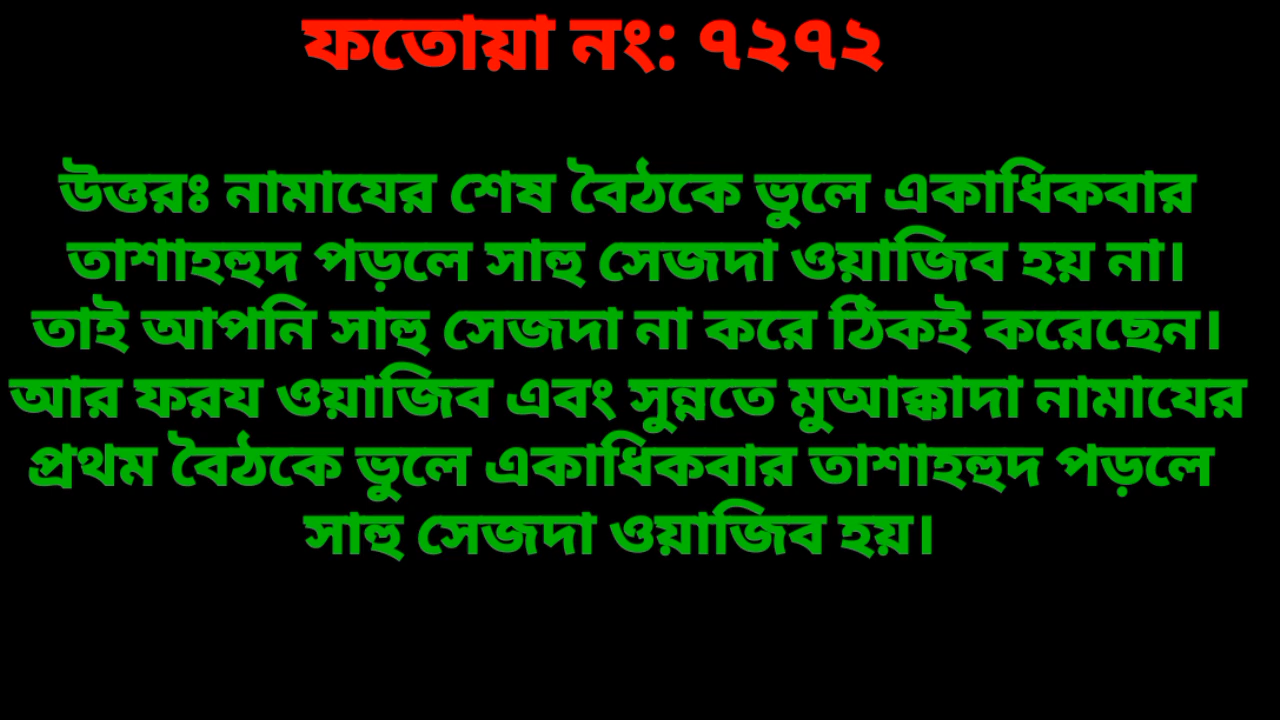 ফতোয়া নং: ৭২৭২
উত্তরঃ নামাযের শেষ বৈঠকে ভুলে একাধিকবার
তাশাহহুদ পড়লে সাহু সেজদা ওয়াজিব হয় না।
তাই আপনি সাহু সেজদা না করে ঠিকই করেছেন।
আর ফরয ওয়াজিব এবং সুন্নতে মুআক্কাদা নামাযের
প্রথম বৈঠকে ভুলে একাধিকবার তাশাহহুদ পড়লে
সাহু সেজদা ওয়াজিব হয়।